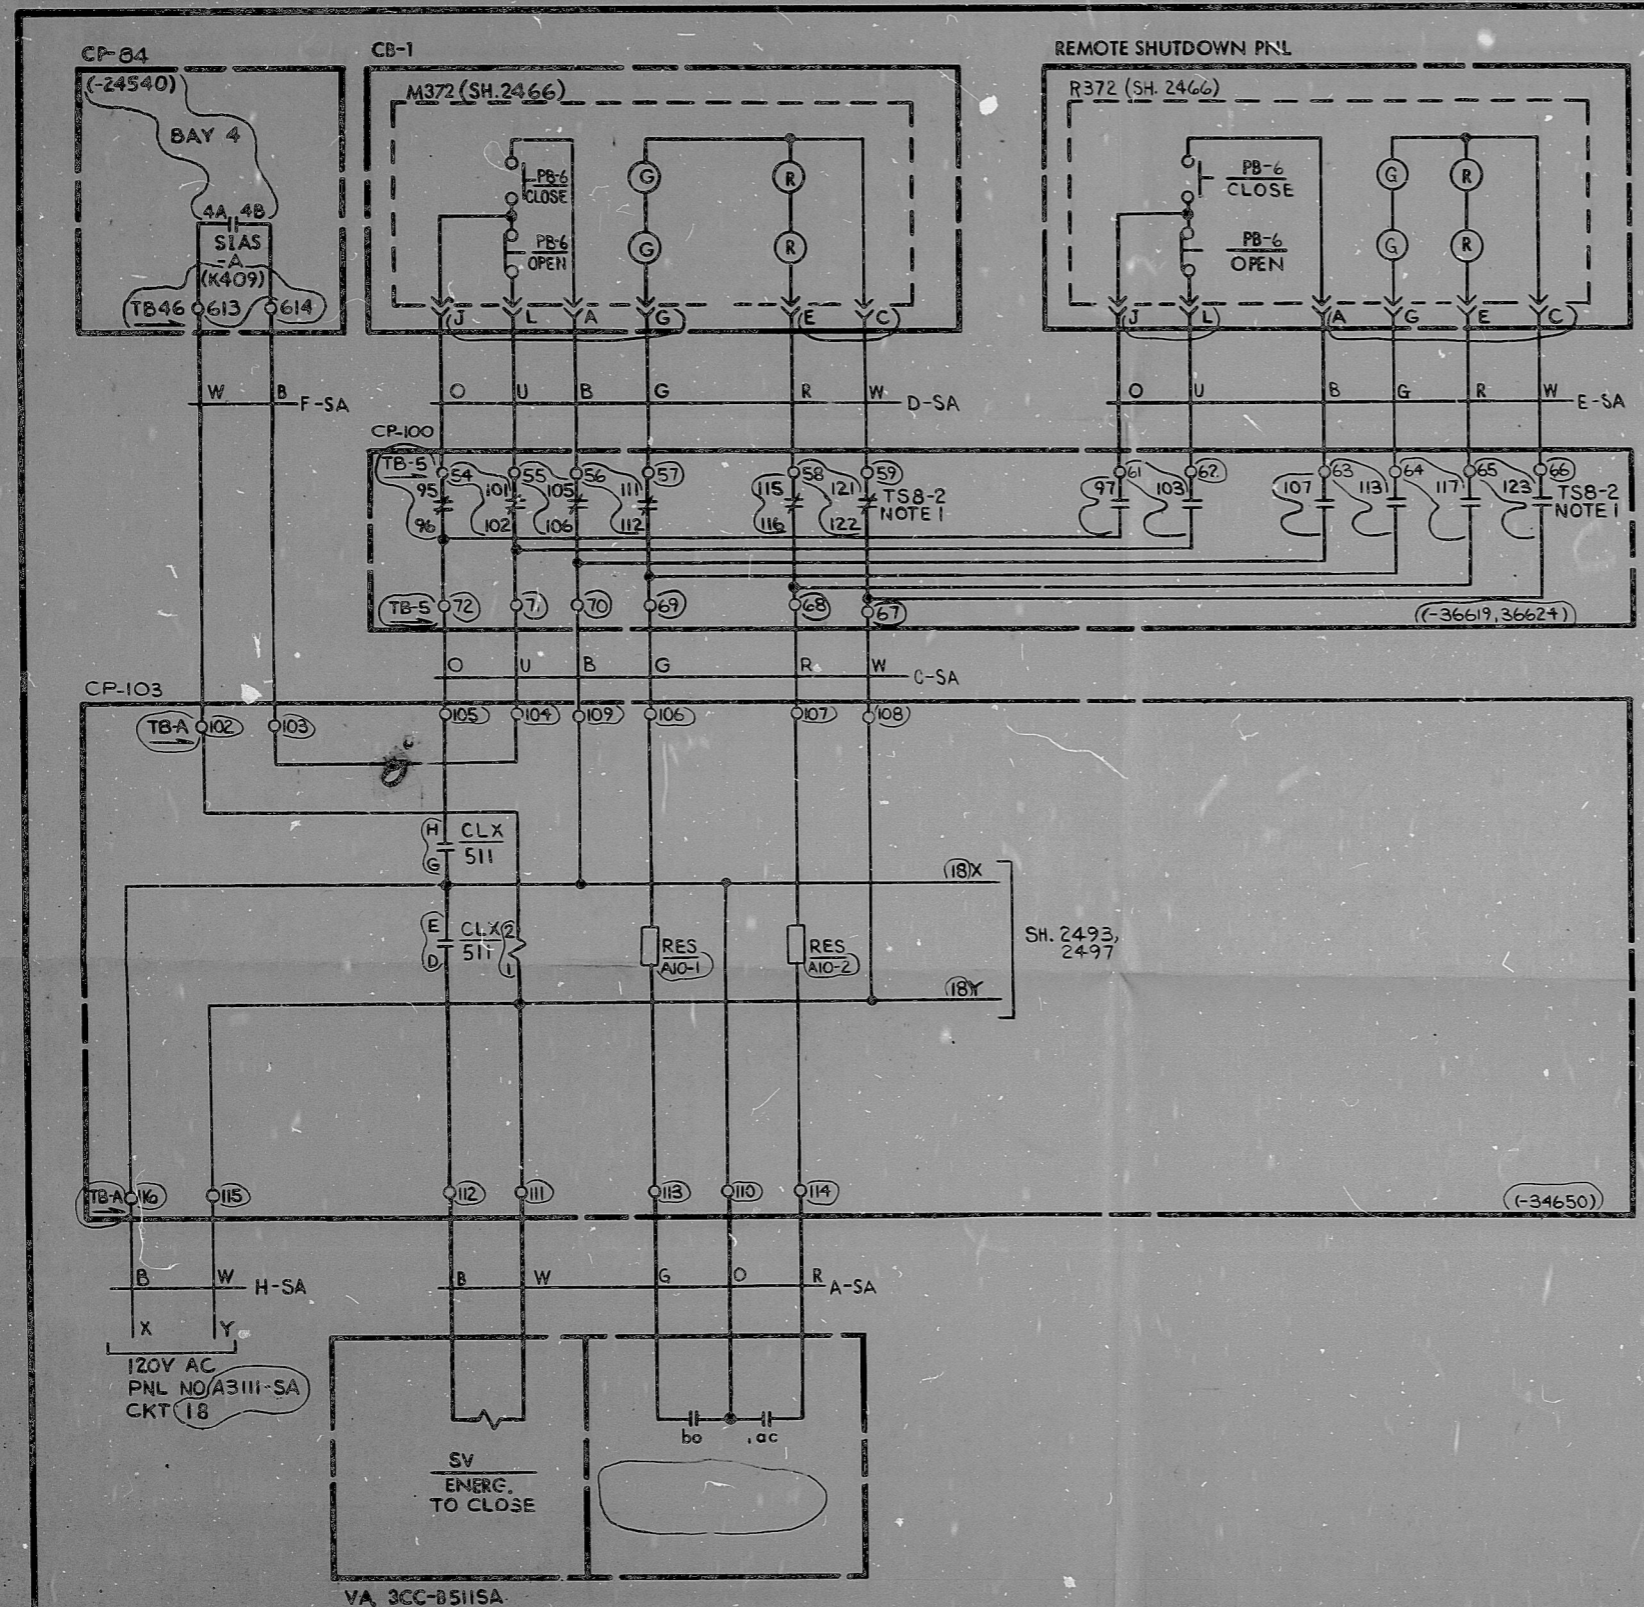 CP-84
CB-1
REMOTE SHUTDOWN PNL
(-24540)
BAY 4
4A 4B
SIAS
-A
(K409)
TB46 613 614
M372 (SH.2466)
PB-6
CLOSE
PB-6
OPEN
G R
G R
J L A G E C
R372 (SH. 2466)
PB-6
CLOSE
PB-6
OPEN
G R
G R
J L A G E C
W B F-SA
O U B G R W D-SA
O U B G R W E-SA
CP-100
TB-5 54 55 56 57 58 59
61 62 63 64 65 66
95 101 105 111 115 121 TS8-2
96 102 106 112 116 122 NOTE 1
97 103 107 113 117 123 TS8-2
NOTE 1
TB-5 72 71 70 69 68 67
(-36619, 36624)
O U B G R W C-SA
CP-103
TB-A 102 103 105 104 109 106 107 108
H CLX
G 511
(18)X
E CLX 2
D 511 1
RES
A10-1
RES
A10-2
SH. 2493,
2497
(18)Y
TB-A 116 115 112 111 113 110 114
(-34650)
B W H-SA
B W G O R A-SA
X Y
120V AC
PNL NO A3111-SA
CKT 18
bo ac
SV
ENERG.
TO CLOSE
VA 3CC-B511SA